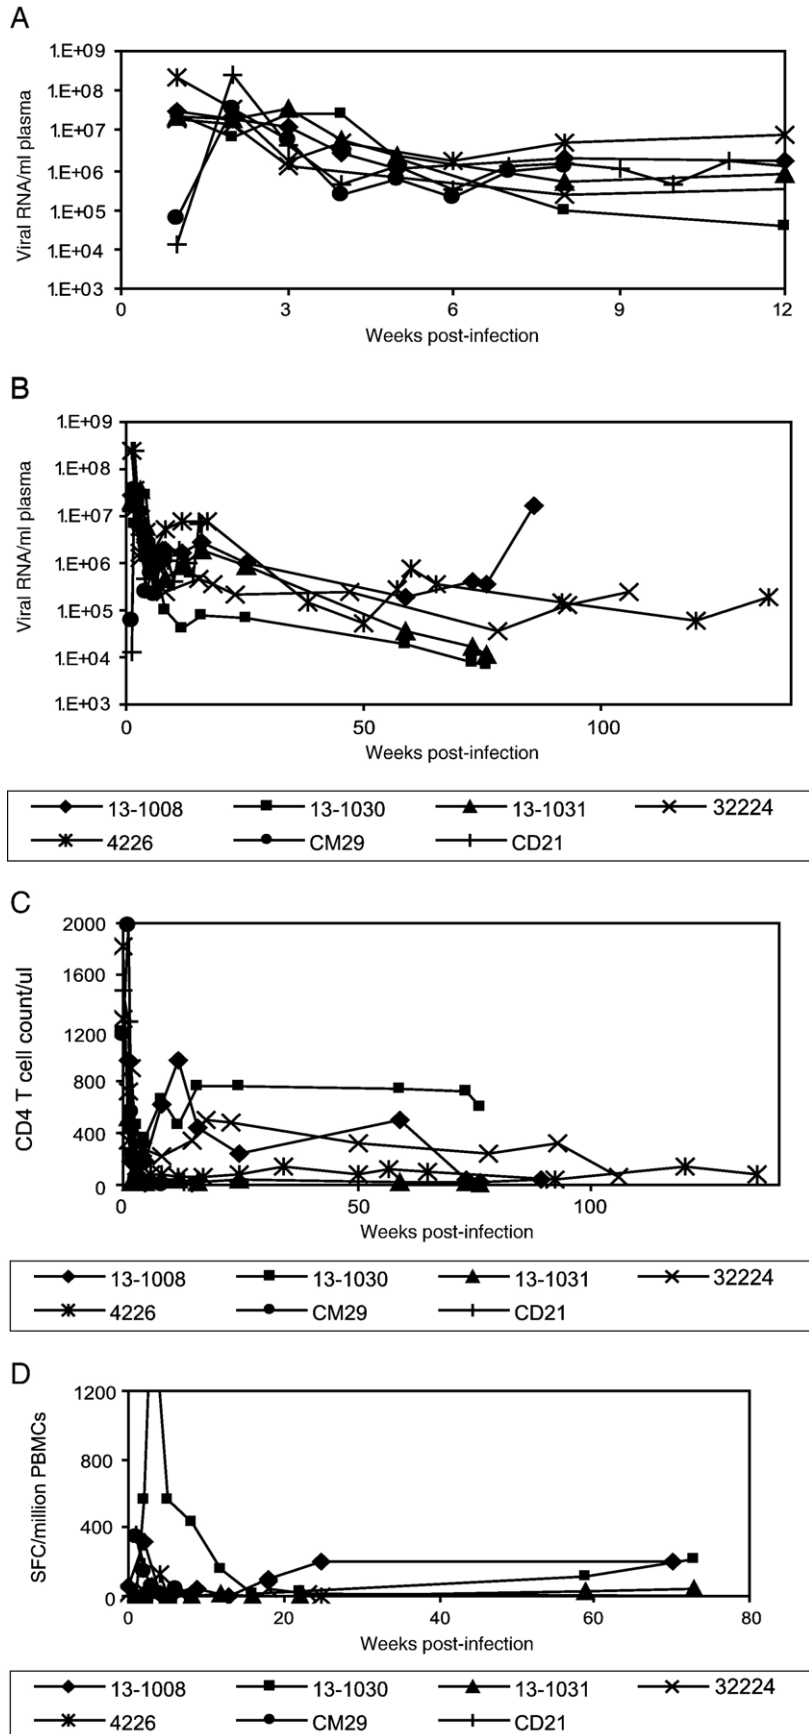 A
1.E+09
1.E+08
1.E+07
1.E+06
1.E+05
1.E+04
1.E+03
Viral RNA/ml plasma
0 3 6 9 12
Weeks post-infection
B
1.E+09
1.E+08
1.E+07
1.E+06
1.E+05
1.E+04
1.E+03
Viral RNA/ml plasma
0 50 100
Weeks post-infection
13-1008 13-1030 13-1031 32224
4226 CM29 CD21
C
2000
1600
1200
800
400
0
CD4 T cell count/ul
0 50 100
Weeks post-infection
13-1008 13-1030 13-1031 32224
4226 CM29 CD21
D
1200
800
400
0
SFC/million PBMCs
0 20 40 60 80
Weeks post-infection
13-1008 13-1030 13-1031 32224
4226 CM29 CD21